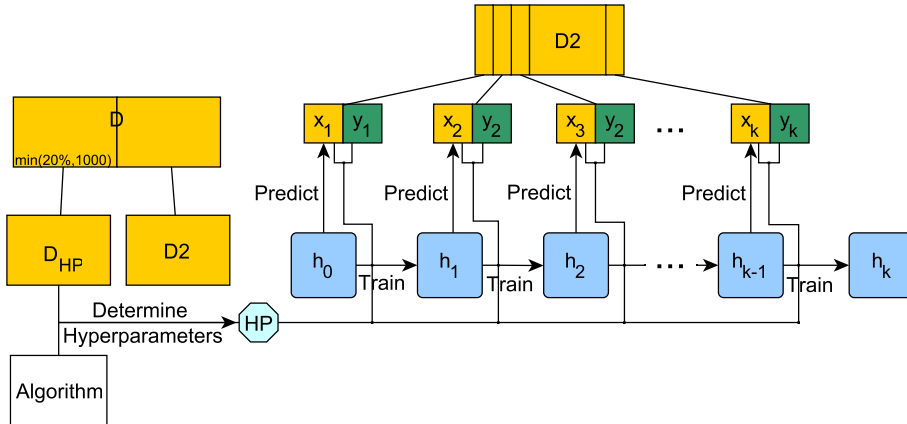 D2
x1 y1
x2 y2
x3 y2
...
xk yk
D
min(20%,1000)
Predict
Predict
Predict
Predict
DHP
D2
h0
Train
h1
Train
h2
...
hk-1
Train
hk
Determine
Hyperparameters
HP
Algorithm